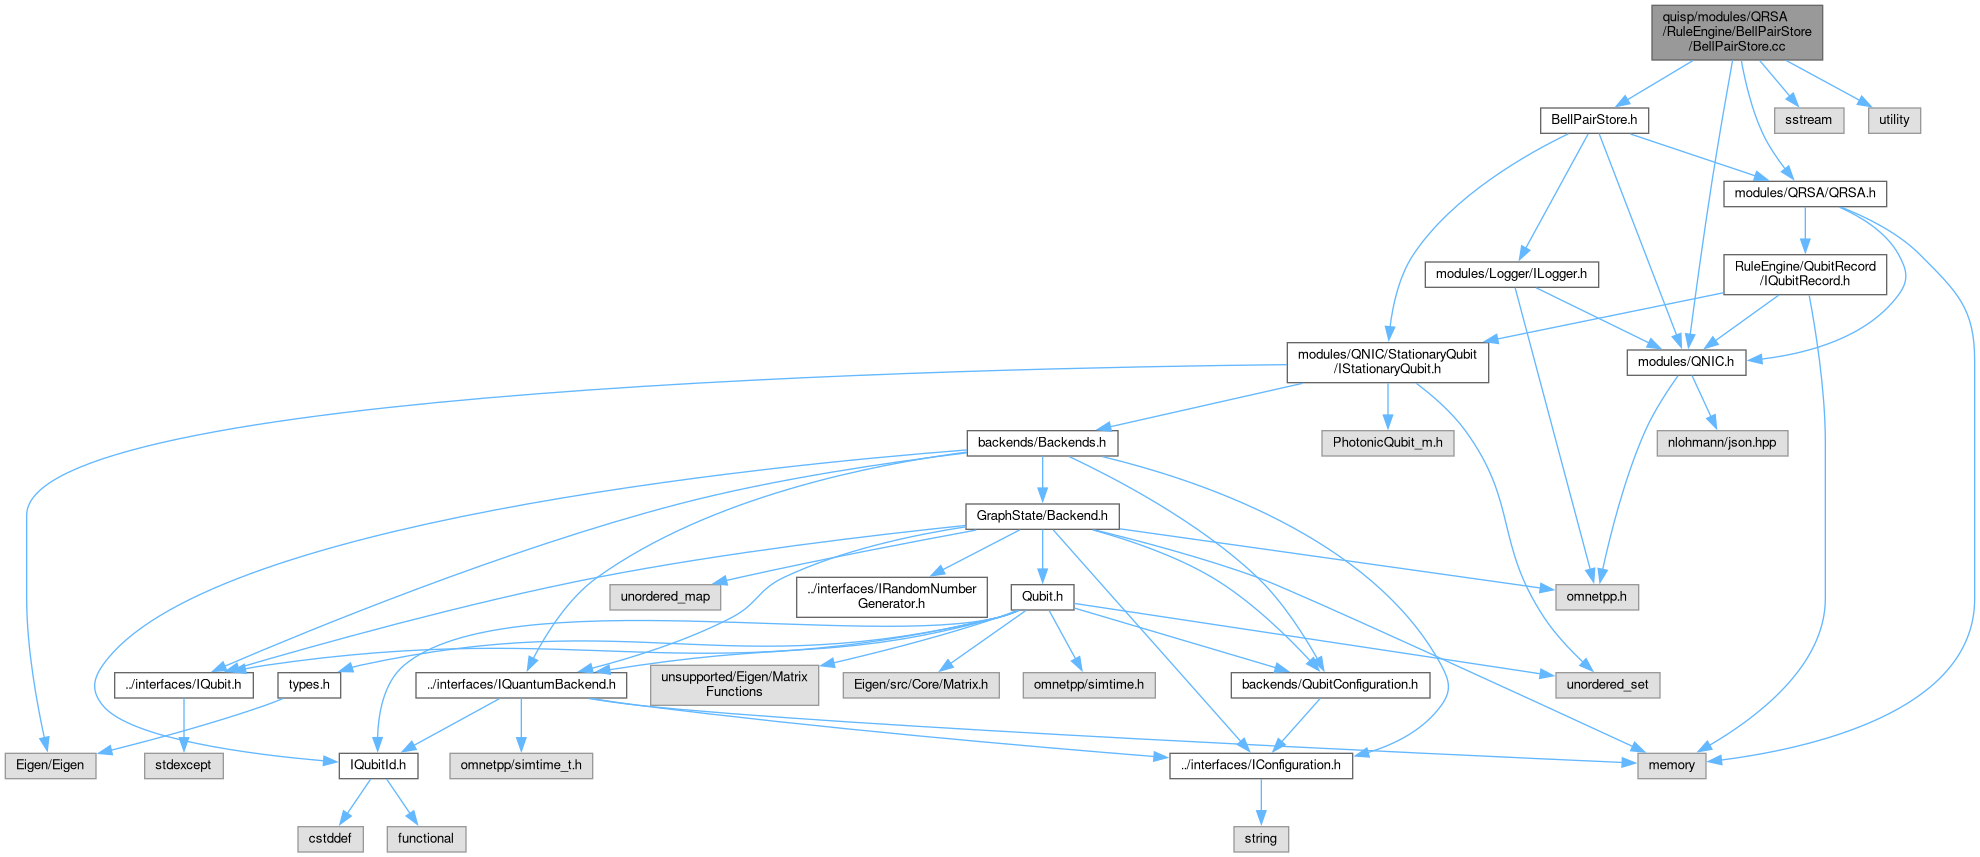 quisp/modules/QRSA
/RuleEngine/BellPairStore
/BellPairStore.cc
BellPairStore.h
sstream
utility
modules/QRSA/QRSA.h
modules/Logger/ILogger.h
RuleEngine/QubitRecord
/IQubitRecord.h
modules/QNIC/StationaryQubit
/IStationaryQubit.h
modules/QNIC.h
backends/Backends.h
PhotonicQubit_m.h
nlohmann/json.hpp
GraphState/Backend.h
unordered_map
../interfaces/IRandomNumber
Generator.h
Qubit.h
omnetpp.h
../interfaces/IQubit.h
types.h
../interfaces/IQuantumBackend.h
unsupported/Eigen/Matrix
Functions
Eigen/src/Core/Matrix.h
omnetpp/simtime.h
backends/QubitConfiguration.h
unordered_set
Eigen/Eigen
stdexcept
IQubitId.h
omnetpp/simtime_t.h
../interfaces/IConfiguration.h
memory
cstddef
functional
string